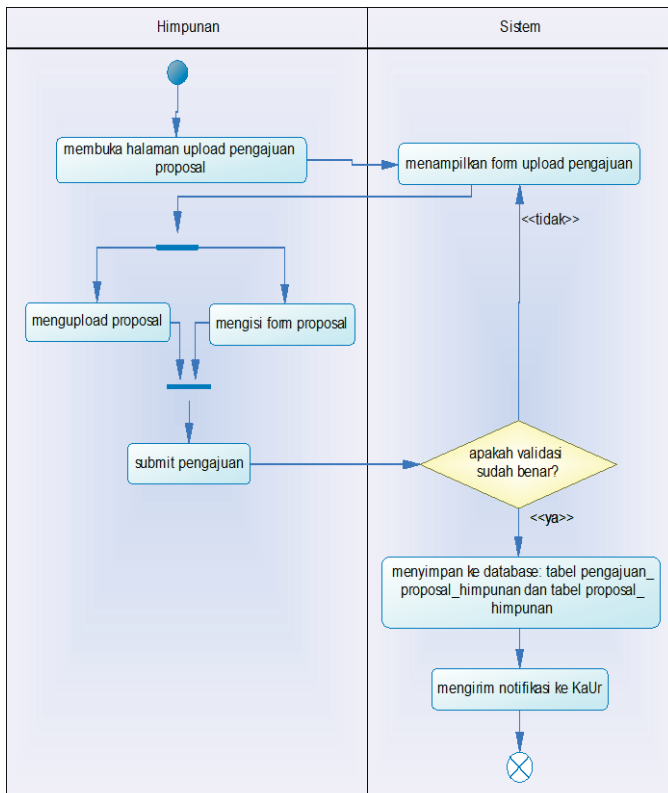 Himpunan
Sistem
membuka halaman upload pengajuan
proposal
menampilkan form upload pengajuan
<<tidak>>
mengupload proposal
mengisi form proposal
submit pengajuan
apakah validasi
sudah benar?
<<ya>>
menyimpan ke database: tabel pengajuan_
proposal_himpunan dan tabel proposal_
himpunan
mengirim notifikasi ke KaUr